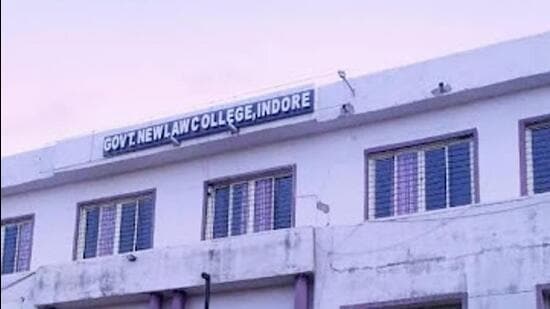 GOVT. NEW LAW COLLEGE, INDORE